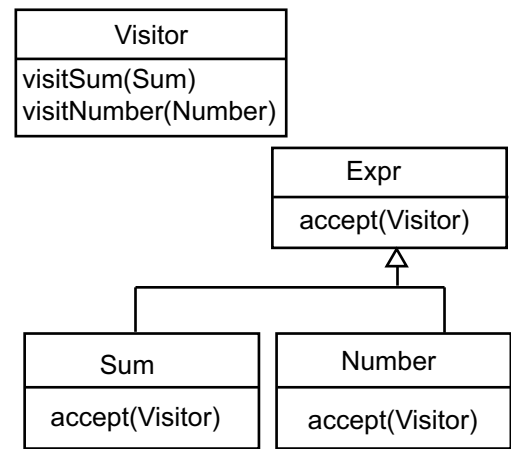 Visitor
visitSum(Sum)
visitNumber(Number)
Expr
accept(Visitor)
Sum
accept(Visitor)
Number
accept(Visitor)